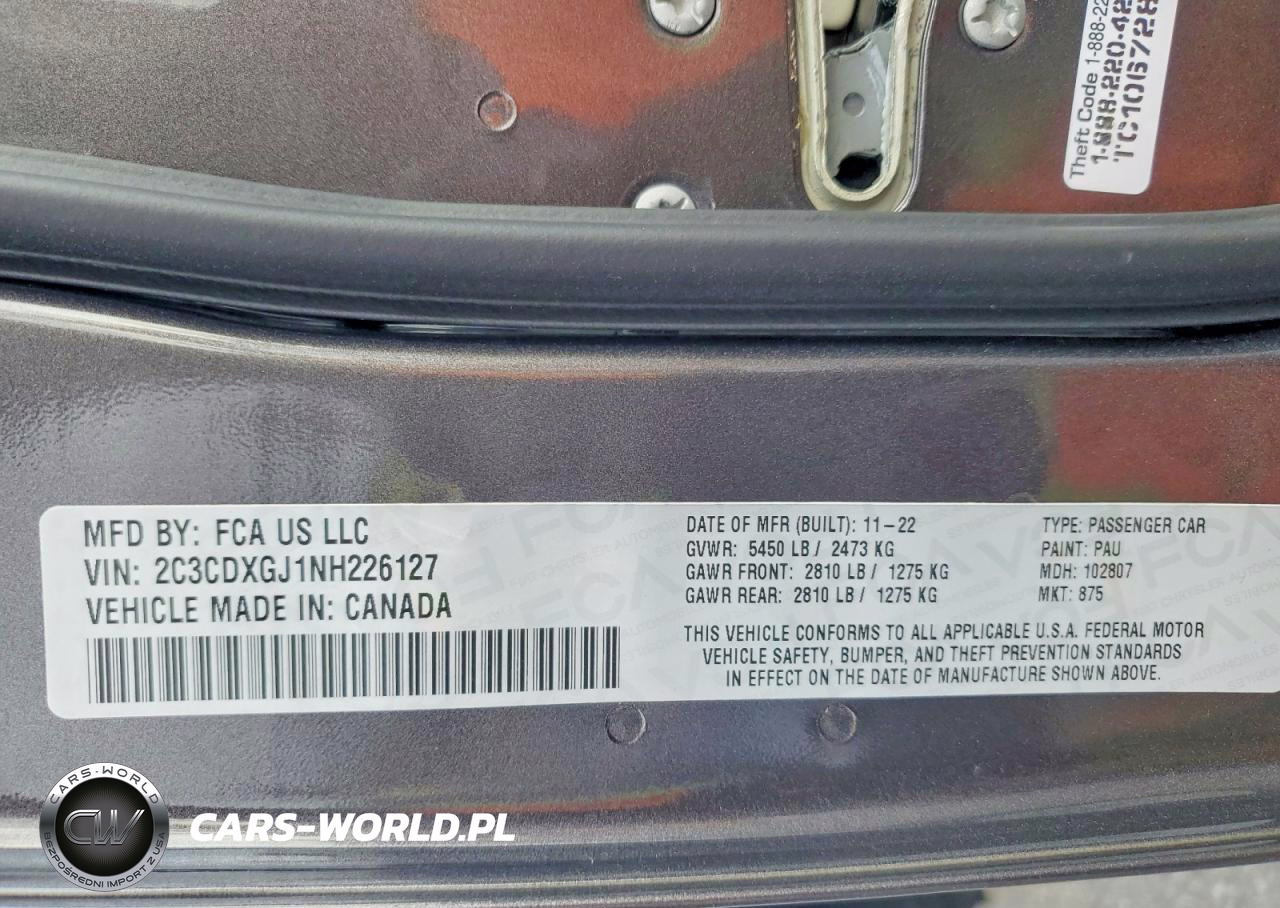 Theft Code 1-888-22
1-888-220-42
TC106728
MFD BY: FCA US LLC
VIN: 2C3CDXGJ1NH226127
VEHICLE MADE IN: CANADA
DATE OF MFR (BUILT): 11-22
GVWR: 5450 LB / 2473 KG
GAWR FRONT: 2810 LB / 1275 KG
GAWR REAR: 2810 LB / 1275 KG
TYPE: PASSENGER CAR
PAINT: PAU
MDH: 102807
MKT: 875
THIS VEHICLE CONFORMS TO ALL APPLICABLE U.S.A. FEDERAL MOTOR
VEHICLE SAFETY, BUMPER, AND THEFT PREVENTION STANDARDS
IN EFFECT ON THE DATE OF MANUFACTURE SHOWN ABOVE.
CARS-WORLD
CW
BEZPOŚREDNI IMPORT Z USA
CARS-WORLD.PL